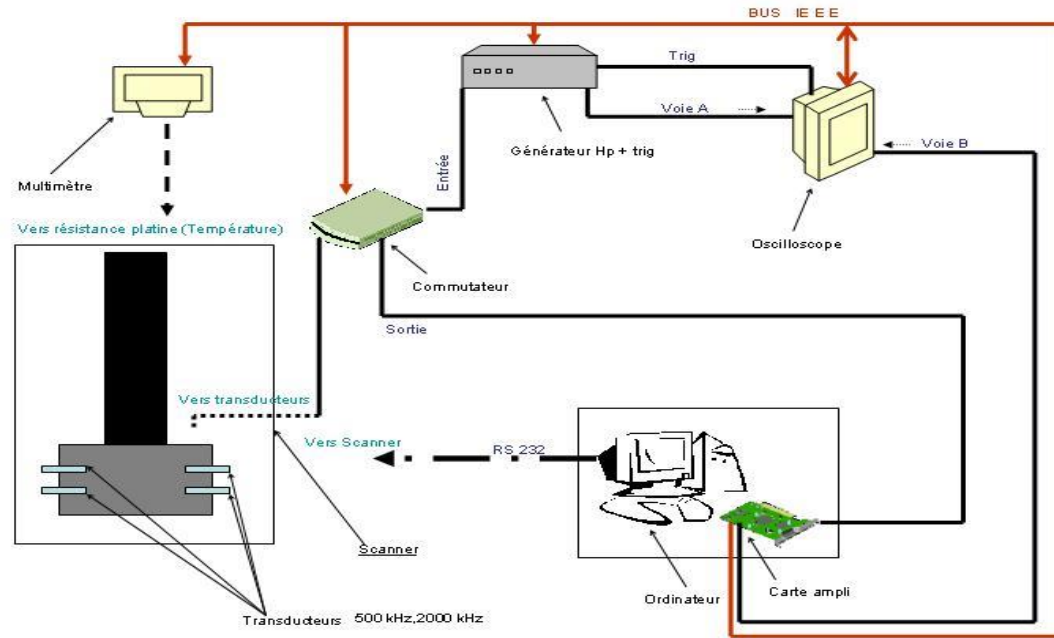 BUS IEEE
Trig
Voie A
Voie B
Générateur Hp + trig
Entrée
Multimètre
Oscilloscope
Vers résistance platine (Température)
Commutateur
Sortie
Vers transducteurs
Vers Scanner
RS 232
Scanner
Ordinateur
Carte ampli
Transducteurs 500 kHz,2000 kHz